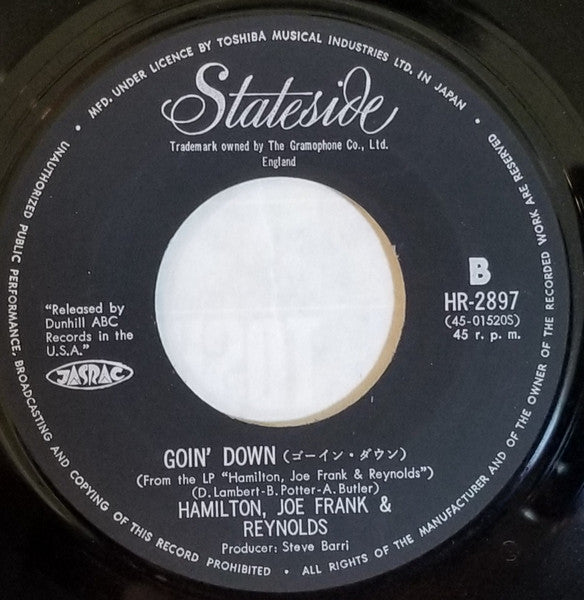 MFD. UNDER LICENCE BY TOSHIBA MUSICAL INDUSTRIES LTD. IN JAPAN •
Stateside
Trademark owned by The Gramophone Co., Ltd.
England
B
HR-2897
(45-01520S)
45 r. p. m.
"Released by
Dunhill ABC
Records in the
U.S.A."
JASRAC
GOIN' DOWN (ゴーイン・ダウン)
(From the LP "Hamilton, Joe Frank & Reynolds")
(D. Lambert-B. Potter-A. Butler)
HAMILTON, JOE FRANK &
REYNOLDS
Producer: Steve Barri
• UNAUTHORIZED PUBLIC PERFORMANCE, BROADCASTING AND COPYING OF THIS RECORD PROHIBITED •
ALL RIGHTS OF THE MANUFACTURER AND OF THE OWNER OF THE RECORDED WORK ARE RESERVED